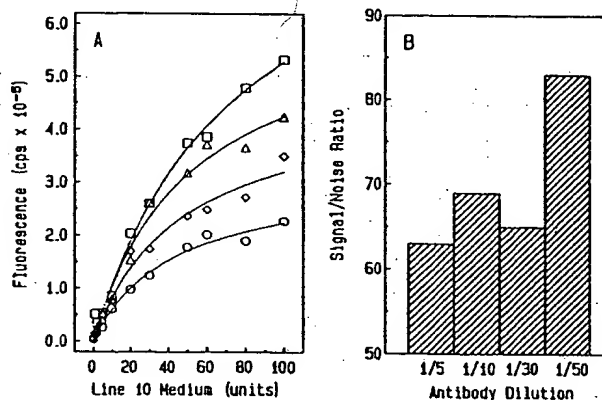 A
Fluorescence (cps x 10⁻⁵)
6.0
5.0
4.0
3.0
2.0
1.0
0.0
0 20 40 60 80 100
Line 10 Medium (units)
B
Signal/Noise Ratio
90
80
70
60
50
1/5 1/10 1/30 1/50
Antibody Dilution